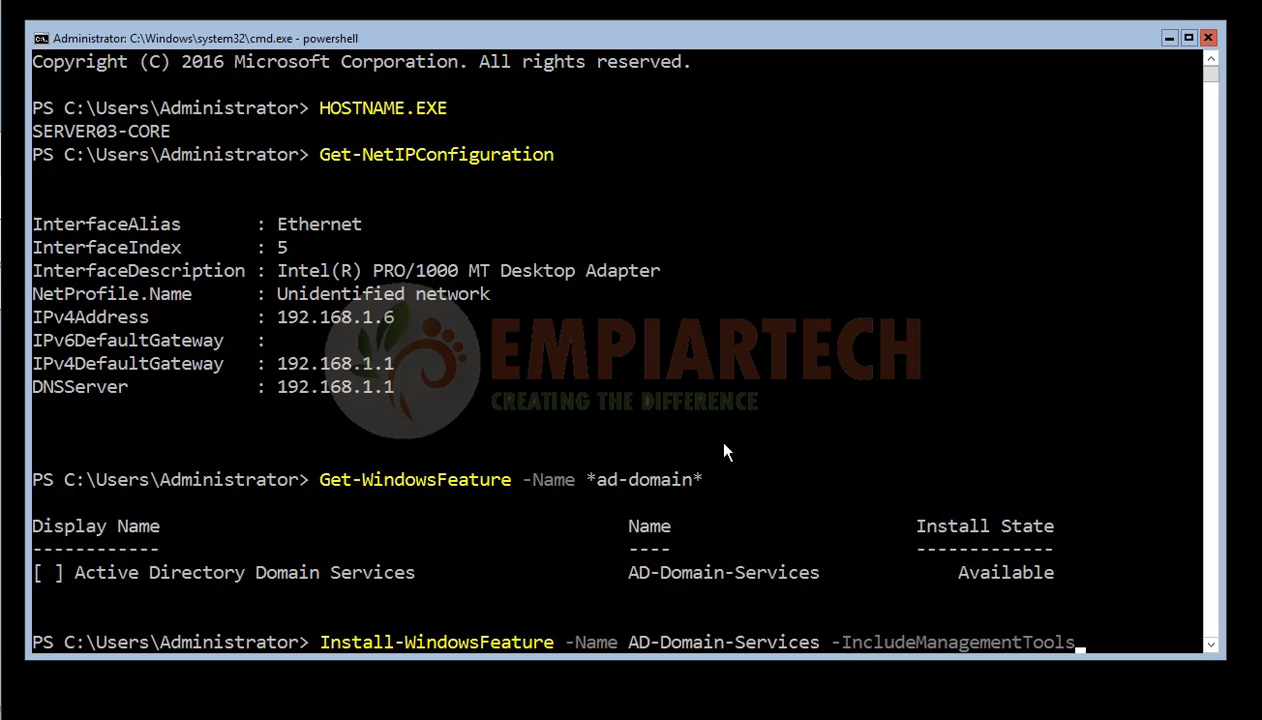 Administrator: C:\Windows\system32\cmd.exe - powershell
Copyright (C) 2016 Microsoft Corporation. All rights reserved.
PS C:\Users\Administrator> HOSTNAME.EXE
SERVER03-CORE
PS C:\Users\Administrator> Get-NetIPConfiguration
InterfaceAlias : Ethernet
InterfaceIndex : 5
InterfaceDescription : Intel(R) PRO/1000 MT Desktop Adapter
NetProfile.Name : Unidentified network
IPv4Address : 192.168.1.6
IPv6DefaultGateway :
IPv4DefaultGateway : 192.168.1.1
DNSServer : 192.168.1.1
EMPIARTECH
CREATING THE DIFFERENCE
PS C:\Users\Administrator> Get-WindowsFeature -Name *ad-domain*
Display Name Name Install State
------------ ---- -------------
[ ] Active Directory Domain Services AD-Domain-Services Available
PS C:\Users\Administrator> Install-WindowsFeature -Name AD-Domain-Services -IncludeManagementTools